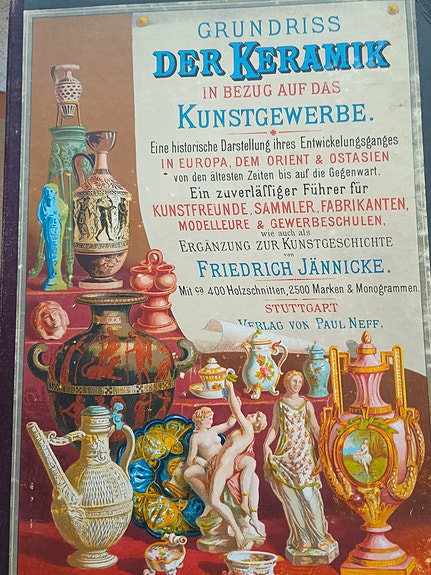 GRUNDRISS
DER KERAMIK
IN BEZUG AUF DAS
KUNSTGEWERBE.
Eine historische Darstellung ihres Entwickelungsganges
IN EUROPA, DEM ORIENT & OSTASIEN
von den ältesten Zeiten bis auf die Gegenwart.
Ein zuverläſſiger Führer für
KUNSTFREUNDE, SAMMLER, FABRIKANTEN,
MODELLEURE & GEWERBESCHULEN,
wie auch als
ERGÄNZUNG ZUR KUNSTGESCHICHTE
von
FRIEDRICH JÄNNICKE.
Mit ca 400 Holzschnitten, 2500 Marken & Monogrammen.
STUTTGART
VERLAG VON PAUL NEFF.